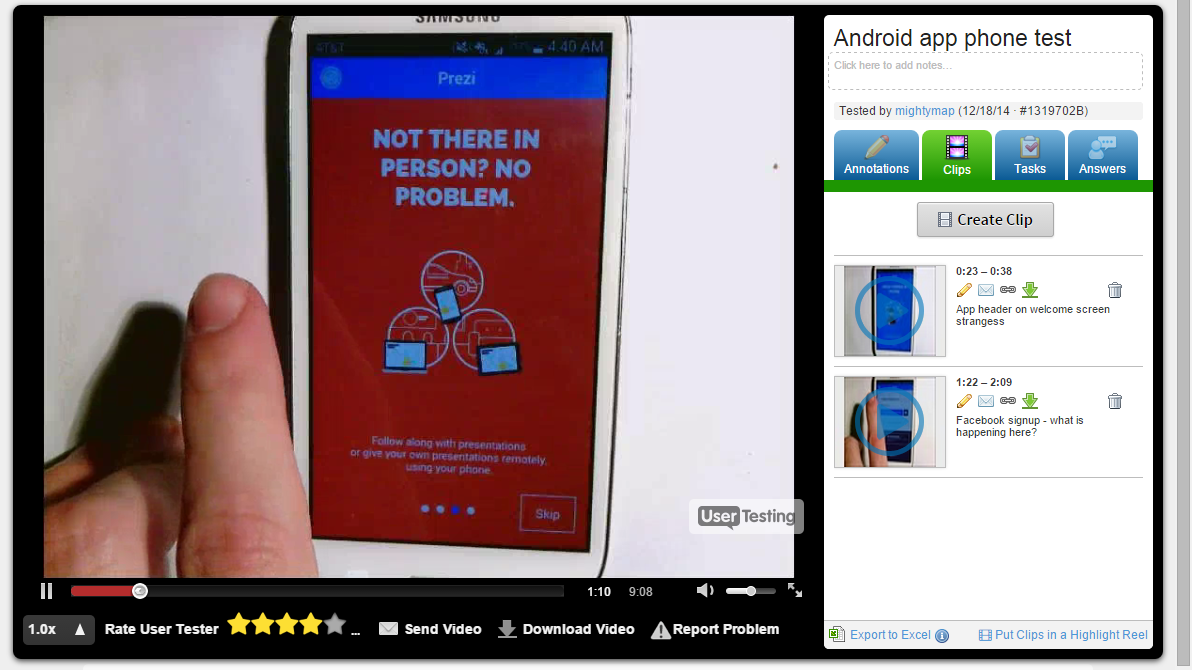 SAMSUNG
AT&T
4:40 AM
Prezi
NOT THERE IN
PERSON? NO
PROBLEM.
Follow along with presentations
or give your own presentations remotely,
using your phone.
Skip
UserTesting
1:10
9:08
1.0x
Rate User Tester
...
Send Video
Download Video
Report Problem
Android app phone test
Click here to add notes...
Tested by mightymap (12/18/14 · #1319702B)
Annotations
Clips
Tasks
Answers
Create Clip
0:23 – 0:38
App header on welcome screen
strangess
1:22 – 2:09
Facebook signup - what is
happening here?
Export to Excel
Put Clips in a Highlight Reel